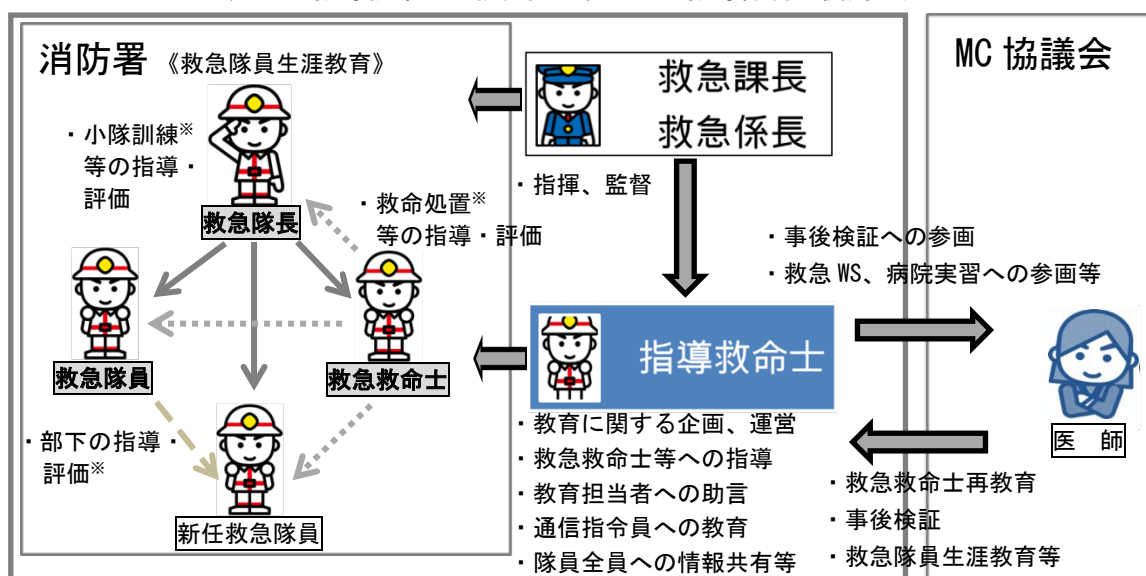 消防署 《救急隊員生涯教育》
・小隊訓練※
等の指導・
評価
救急隊長
・救命処置※
等の指導・評価
救急隊員
救急救命士
・部下の指導・
評価※
新任救急隊員
救急課長
救急係長
・指揮、監督
指導救命士
・教育に関する企画、運営
・救急救命士等への指導
・教育担当者への助言
・通信指令員への教育
・隊員全員への情報共有等
MC 協議会
・事後検証への参画
・救急 WS、病院実習への参画等
医 師
・救急救命士再教育
・事後検証
・救急隊員生涯教育等